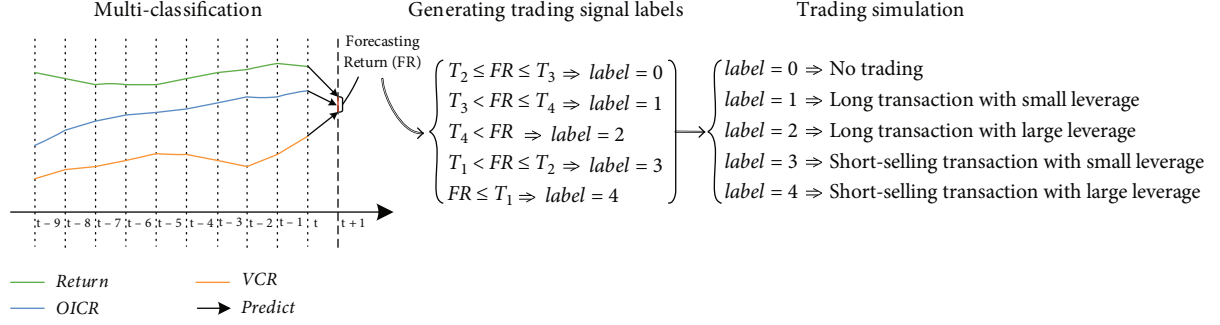 Multi-classification
Generating trading signal labels
Trading simulation
Forecasting
Return (FR)
T₂ ≤ FR ≤ T₃ ⇒ label = 0
T₃ < FR ≤ T₄ ⇒ label = 1
T₄ < FR ⇒ label = 2
T₁ < FR ≤ T₂ ⇒ label = 3
FR ≤ T₁ ⇒ label = 4
label = 0 ⇒ No trading
label = 1 ⇒ Long transaction with small leverage
label = 2 ⇒ Long transaction with large leverage
label = 3 ⇒ Short-selling transaction with small leverage
label = 4 ⇒ Short-selling transaction with large leverage
t – 9 t – 8 t – 7 t – 6 t – 5 t – 4 t – 3 t – 2 t – 1 t t + 1
Return
VCR
OICR
Predict